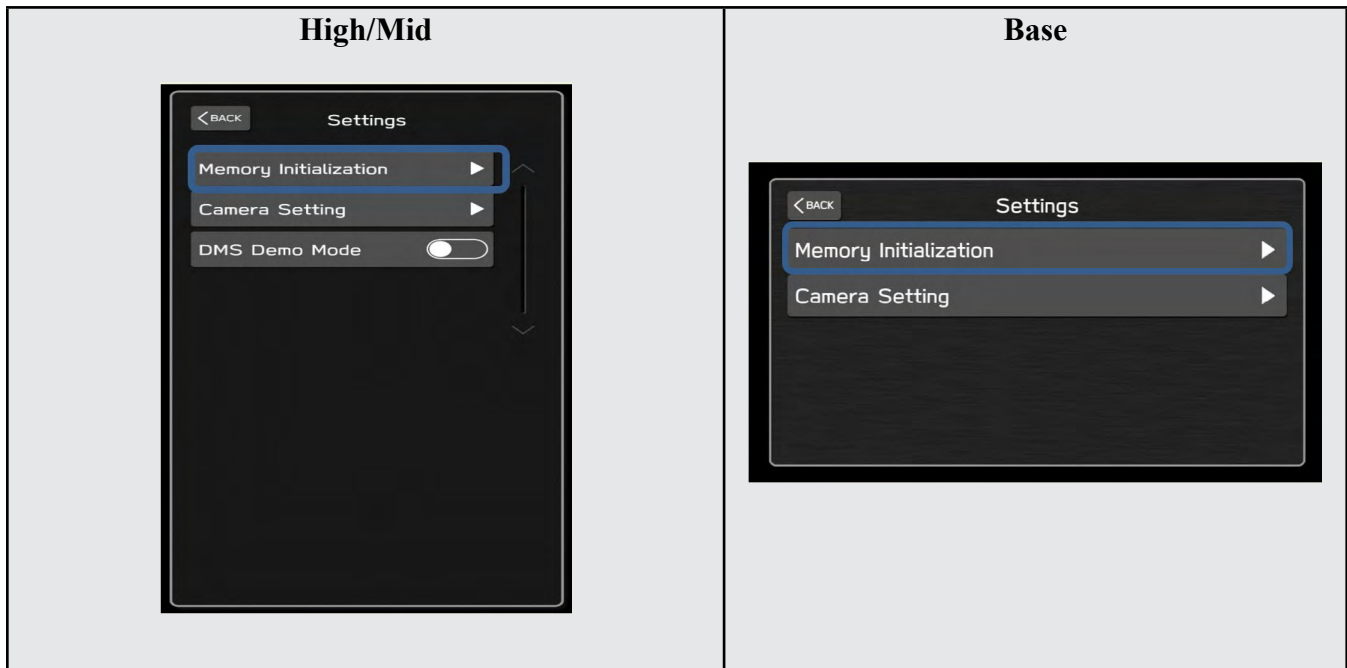 High/Mid
BACK Settings
Memory Initialization
Camera Setting
DMS Demo Mode
Base
BACK Settings
Memory Initialization
Camera Setting